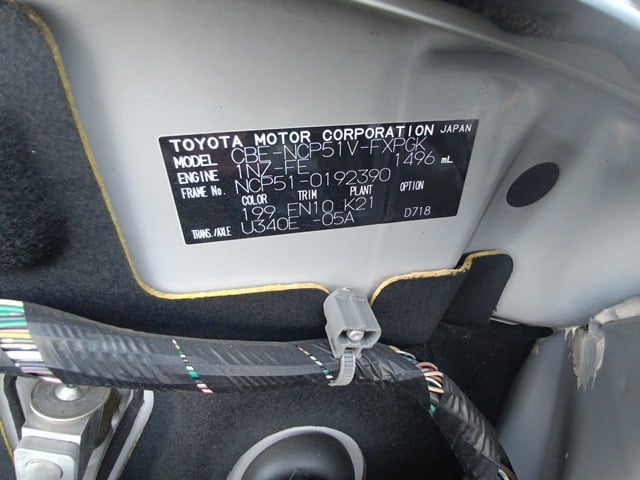 TOYOTA MOTOR CORPORATION JAPAN
MODEL CBE-NCP51V-FXPGK
ENGINE 1NZ-FE 1496 mL
FRAME No. NCP51-0192390
COLOR TRIM PLANT OPTION
199 FN10 K21
TRANS./AXLE U340E -05A D718